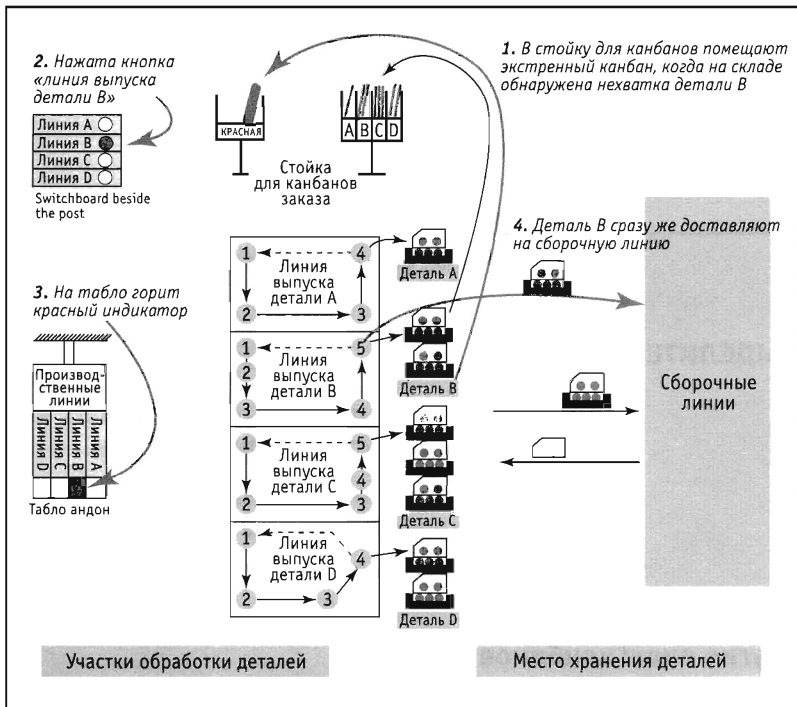 2. Нажата кнопка
«линия выпуска
детали B»
Линия A
Линия B
Линия C
Линия D
Switchboard beside
the post
КРАСНАЯ
A B C D
Стойка
для канбанов
заказа
1. В стойку для канбанов помещают
экстренный канбан, когда на складе
обнаружена нехватка детали B
4. Деталь B сразу же доставляют
на сборочную линию
3. На табло горит
красный индикатор
Производ-
ственные
линии
Линия D
Линия C
Линия B
Линия A
Табло андон
1
4
Линия
выпуска
детали A
2
3
Деталь A
1
5
2
Линия
выпуска
детали B
3
4
Деталь B
1
5
Линия
выпуска
детали C
4
2
3
Деталь C
1
Линия
выпуска
детали D
4
2
3
Деталь D
Сборочные
линии
Участки обработки деталей
Место хранения деталей